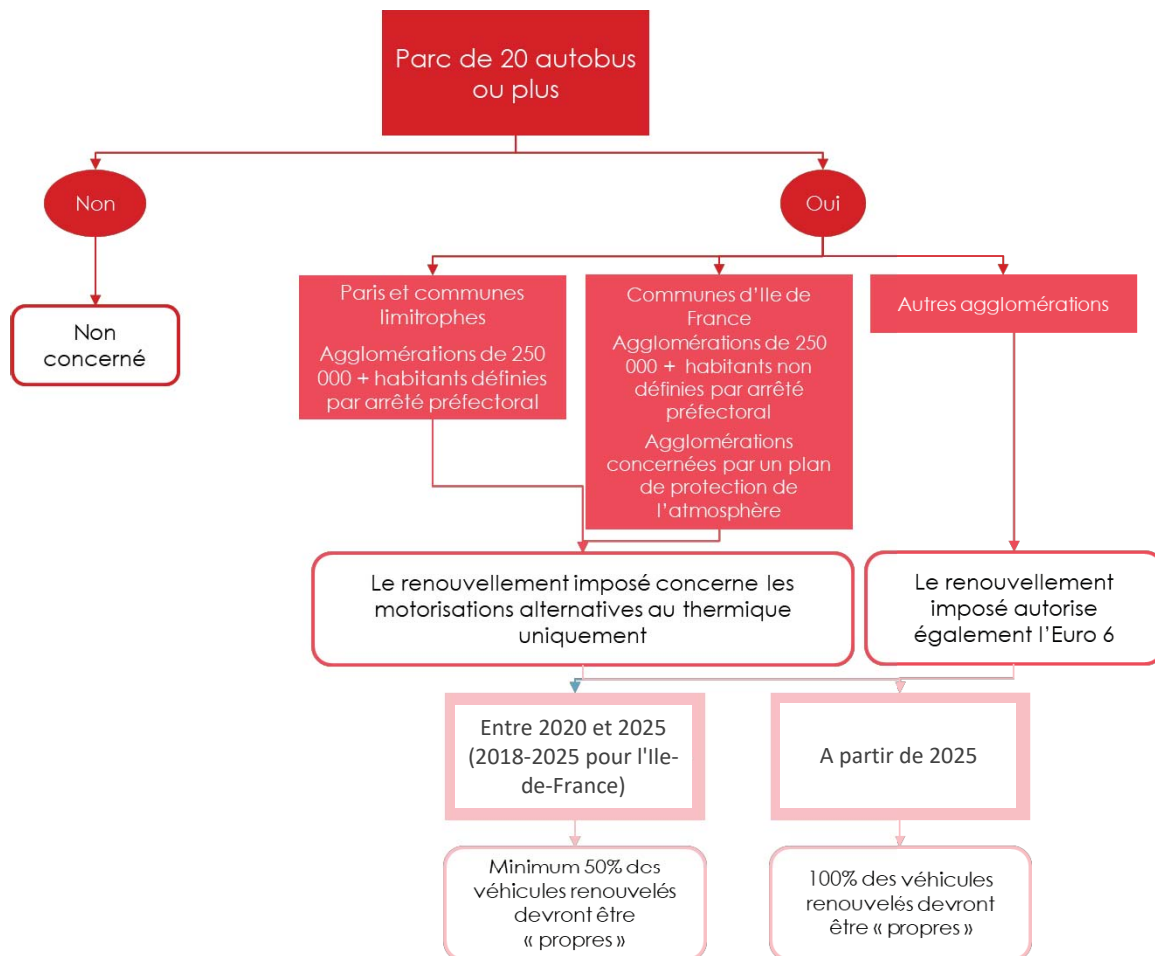 Parc de 20 autobus
ou plus
Non
Oui
Non
concerné
Paris et communes
limitrophes
Agglomérations de 250
000 + habitants définies
par arrêté préfectoral
Communes d'Ile de
France
Agglomérations de 250
000 + habitants non
définies par arrêté
préfectoral
Agglomérations
concernées par un plan
de protection de
l'atmosphère
Autres agglomérations
Le renouvellement imposé concerne les
motorisations alternatives au thermique
uniquement
Le renouvellement
imposé autorise
également l'Euro 6
Entre 2020 et 2025
(2018-2025 pour l'Ile-
de-France)
A partir de 2025
Minimum 50% des
véhicules renouvelés
devront être
« propres »
100% des véhicules
renouvelés devront
être « propres »